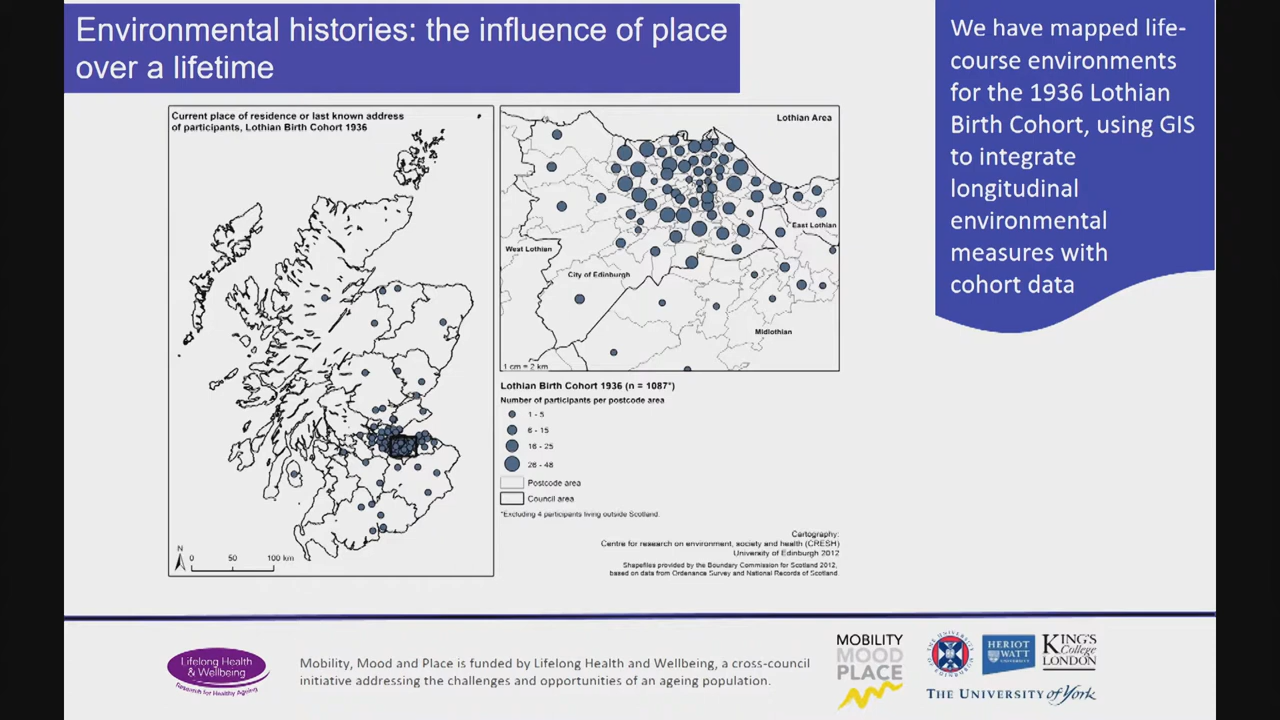 Environmental histories: the influence of place
over a lifetime
We have mapped life-
course environments
for the 1936 Lothian
Birth Cohort, using GIS
to integrate
longitudinal
environmental
measures with
cohort data
Current place of residence or last known address
of participants, Lothian Birth Cohort 1936
N
0 50 100 km
Lothian Area
East Lothian
West Lothian
City of Edinburgh
Midlothian
1 cm = 2 km
Lothian Birth Cohort 1936 (n = 1087*)
Number of participants per postcode area
1 - 5
6 - 15
16 - 25
26 - 48
Postcode area
Council area
*Excluding 4 participants living outside Scotland.
Cartography:
Centre for research on environment, society and health (CRESH)
University of Edinburgh 2012
Shapefiles provided by the Boundary Commission for Scotland 2012,
based on data from Ordenance Survey and National Records of Scotland
Lifelong Health
& Wellbeing
Research for Healthy Ageing
Mobility, Mood and Place is funded by Lifelong Health and Wellbeing, a cross-council
initiative addressing the challenges and opportunities of an ageing population.
MOBILITY
MOOD
PLACE
HERIOT
WATT
UNIVERSITY
KING'S
College
LONDON
THE UNIVERSITY of York